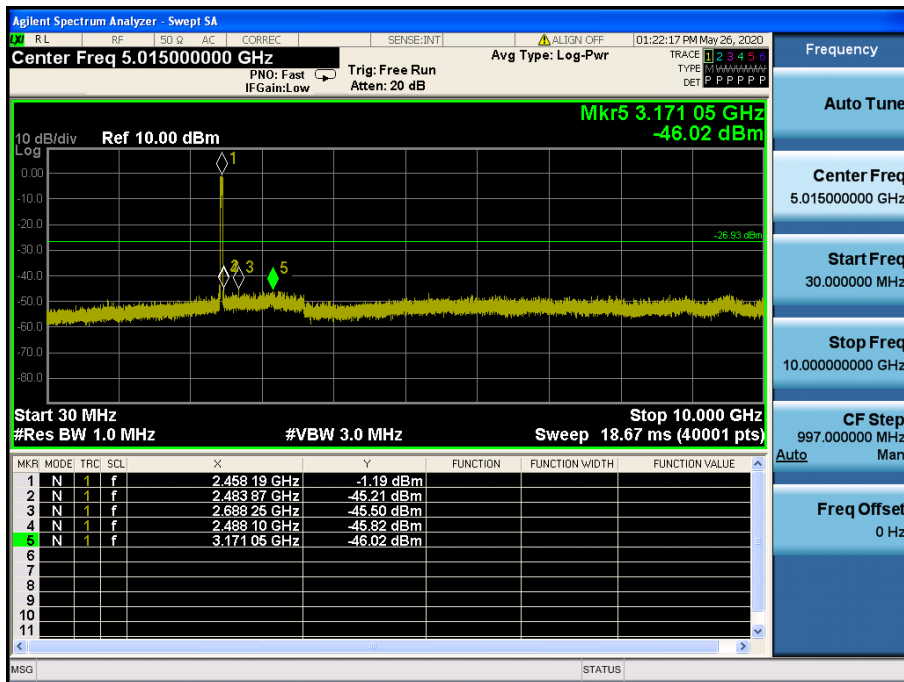 Agilent Spectrum Analyzer - Swept SA
LXI RL RF 50 Ω AC CORREC SENSE:INT ALIGN OFF 01:22:17 PM May 26, 2020
Center Freq 5.015000000 GHz
PNO: Fast
IFGain:Low
Trig: Free Run
Atten: 20 dB
Avg Type: Log-Pwr
TRACE 1 2 3 4 5 6
TYPE M WWWWW
DET P P P P P P
Mkr5 3.171 05 GHz
-46.02 dBm
10 dB/div Ref 10.00 dBm
Log
0.00
-10.0
-20.0
-30.0
-40.0
-50.0
-60.0
-70.0
-80.0
1
-26.93 dBm
3
5
Start 30 MHz
Stop 10.000 GHz
#Res BW 1.0 MHz
#VBW 3.0 MHz
Sweep 18.67 ms (40001 pts)
MKR MODE TRC SCL X Y FUNCTION FUNCTION WIDTH FUNCTION VALUE
1 N 1 f 2.458 19 GHz -1.19 dBm
2 N 1 f 2.483 87 GHz -45.21 dBm
3 N 1 f 2.688 25 GHz -45.50 dBm
4 N 1 f 2.488 10 GHz -45.82 dBm
5 N 1 f 3.171 05 GHz -46.02 dBm
6
7
8
9
10
11
MSG
STATUS
Frequency
Auto Tune
Center Freq
5.015000000 GHz
Start Freq
30.000000 MHz
Stop Freq
10.000000000 GHz
CF Step
997.000000 MHz
Auto Man
Freq Offset
0 Hz